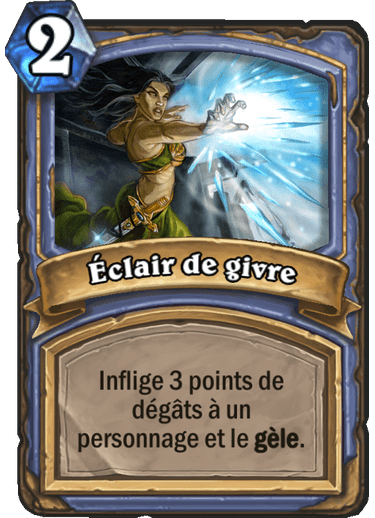 2
Éclair de givre
Inflige 3 points de
dégâts à un
personnage et le gèle.